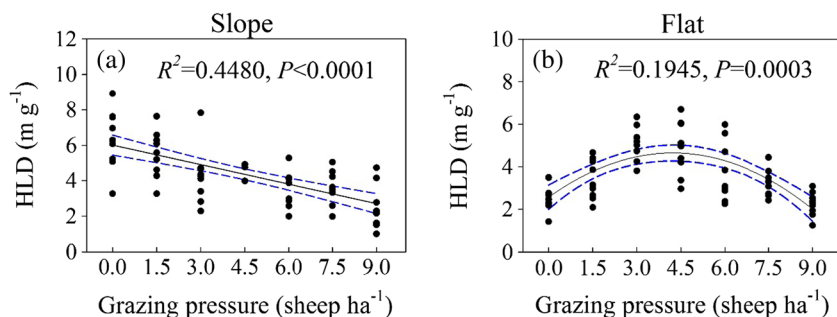 Slope
(a)
R²=0.4480, P<0.0001
HLD (m g⁻¹)
12
10
8
6
4
2
0
0.0 1.5 3.0 4.5 6.0 7.5 9.0
Grazing pressure (sheep ha⁻¹)
Flat
(b)
R²=0.1945, P=0.0003
HLD (m g⁻¹)
10
8
6
4
2
0
0.0 1.5 3.0 4.5 6.0 7.5 9.0
Grazing pressure (sheep ha⁻¹)